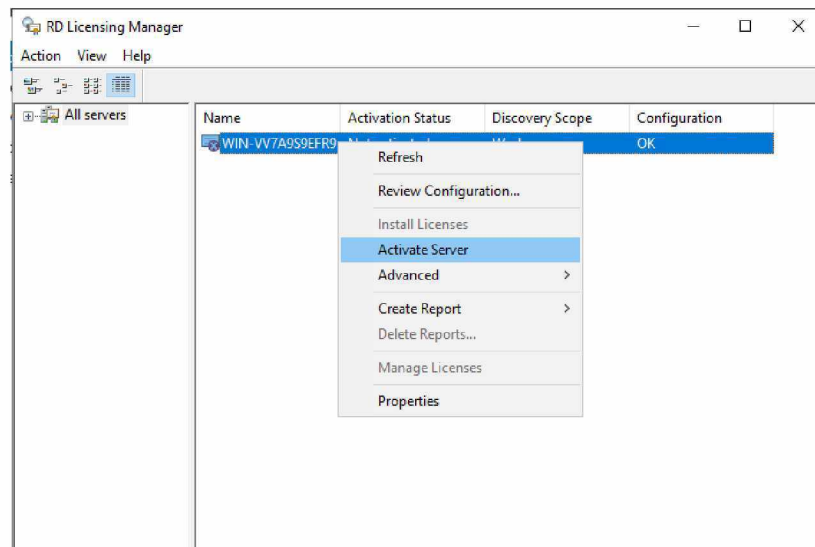 RD Licensing Manager
Action View Help
All servers
Name Activation Status Discovery Scope Configuration
WIN-VV7A9S9EFR9 OK
Refresh
Review Configuration...
Install Licenses
Activate Server
Advanced
Create Report
Delete Reports...
Manage Licenses
Properties